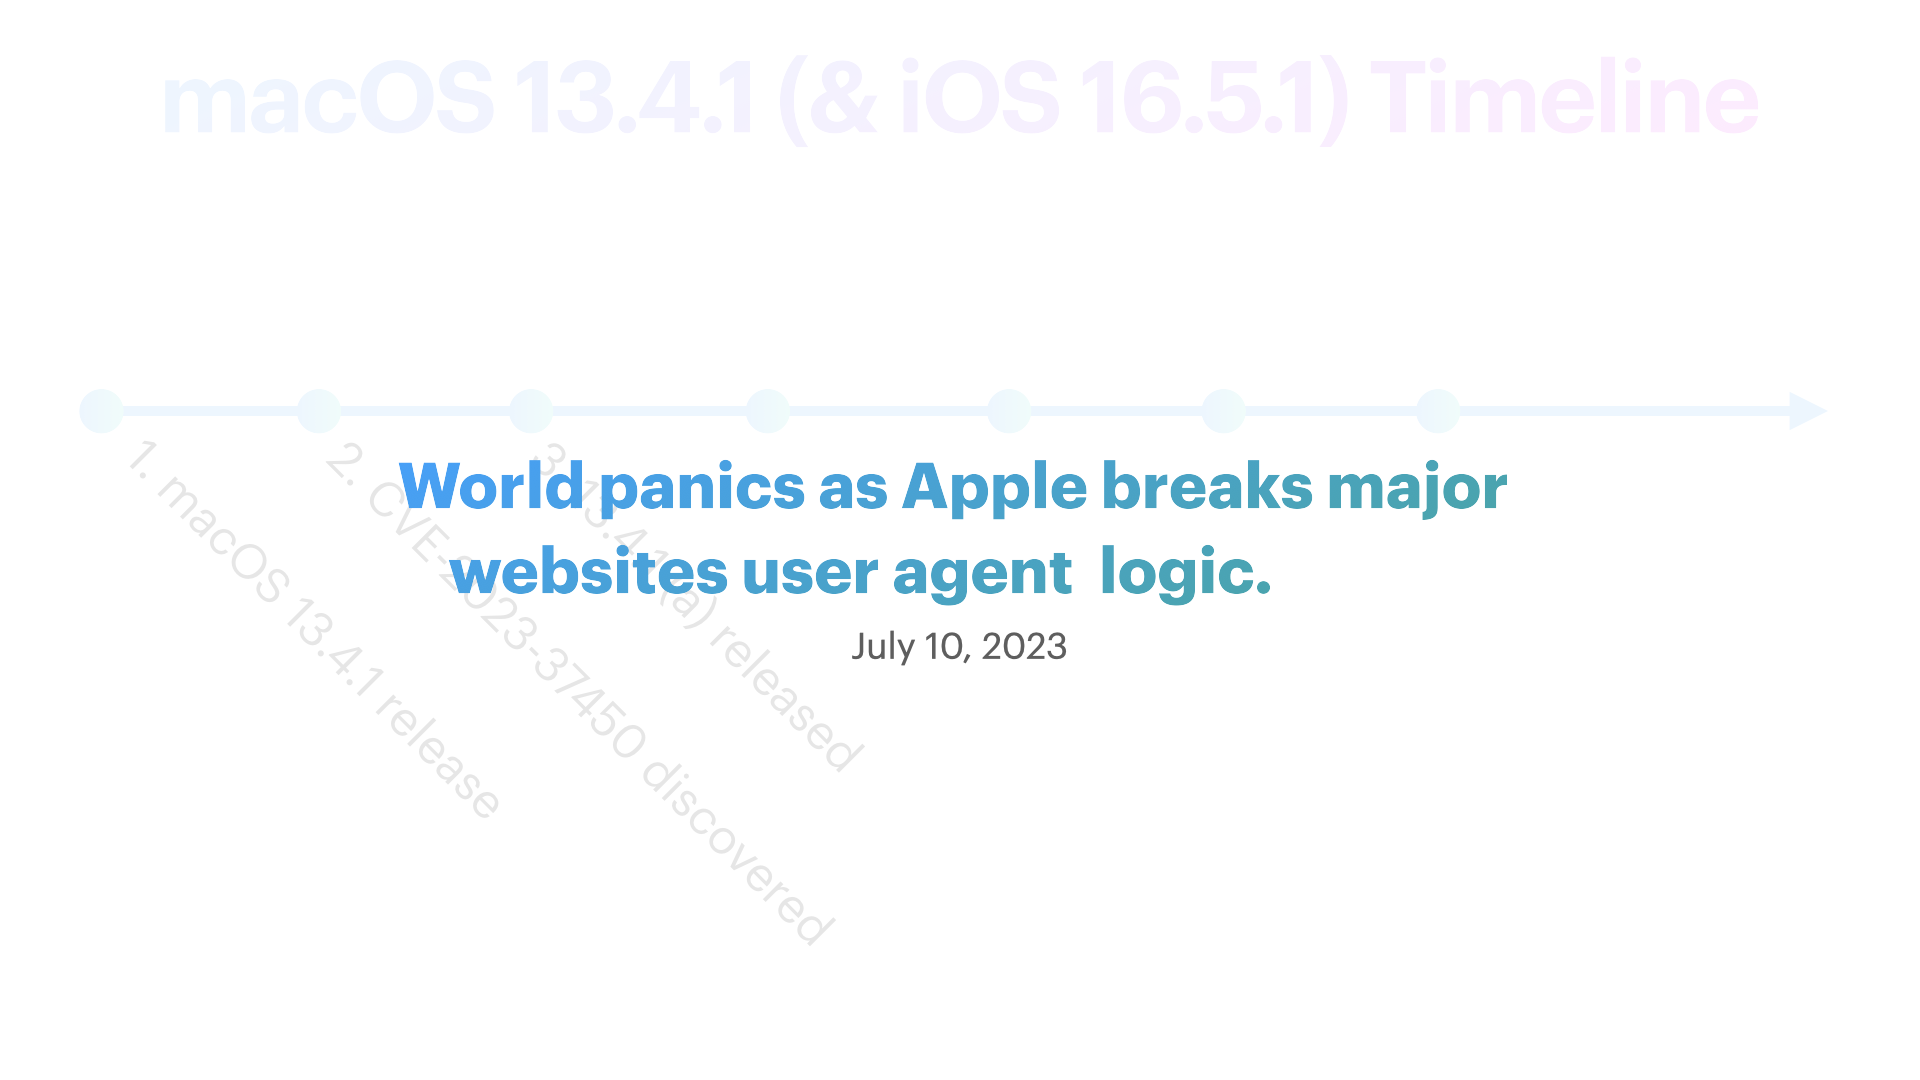 macOS 13.4.1 (& iOS 16.5.1) Timeline
1. macOS 13.4.1 release
2. CVE-2023-37450 discovered
3. 13.4.1 (a) released
World panics as Apple breaks major
websites user agent  logic.
July 10, 2023